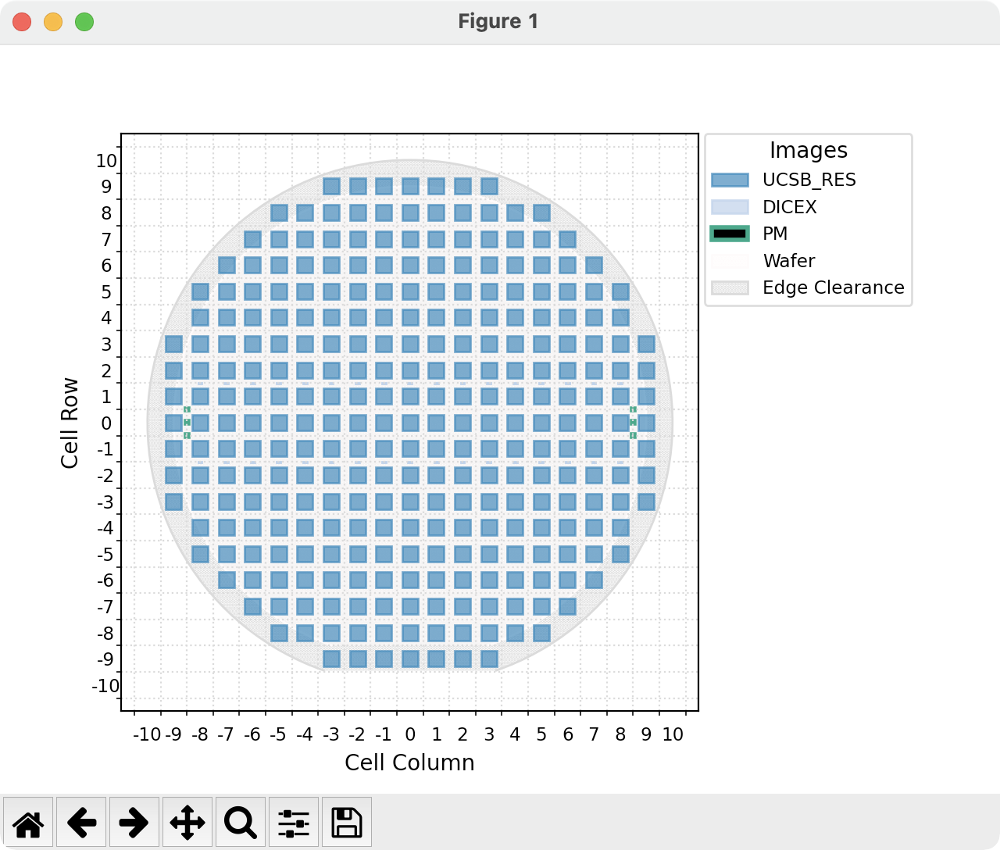 Figure 1
Images
UCSB_RES
DICEX
PM
Wafer
Edge Clearance
Cell Row
10
9
8
7
6
5
4
3
2
1
0
-1
-2
-3
-4
-5
-6
-7
-8
-9
-10
-10 -9 -8 -7 -6 -5 -4 -3 -2 -1 0 1 2 3 4 5 6 7 8 9 10
Cell Column